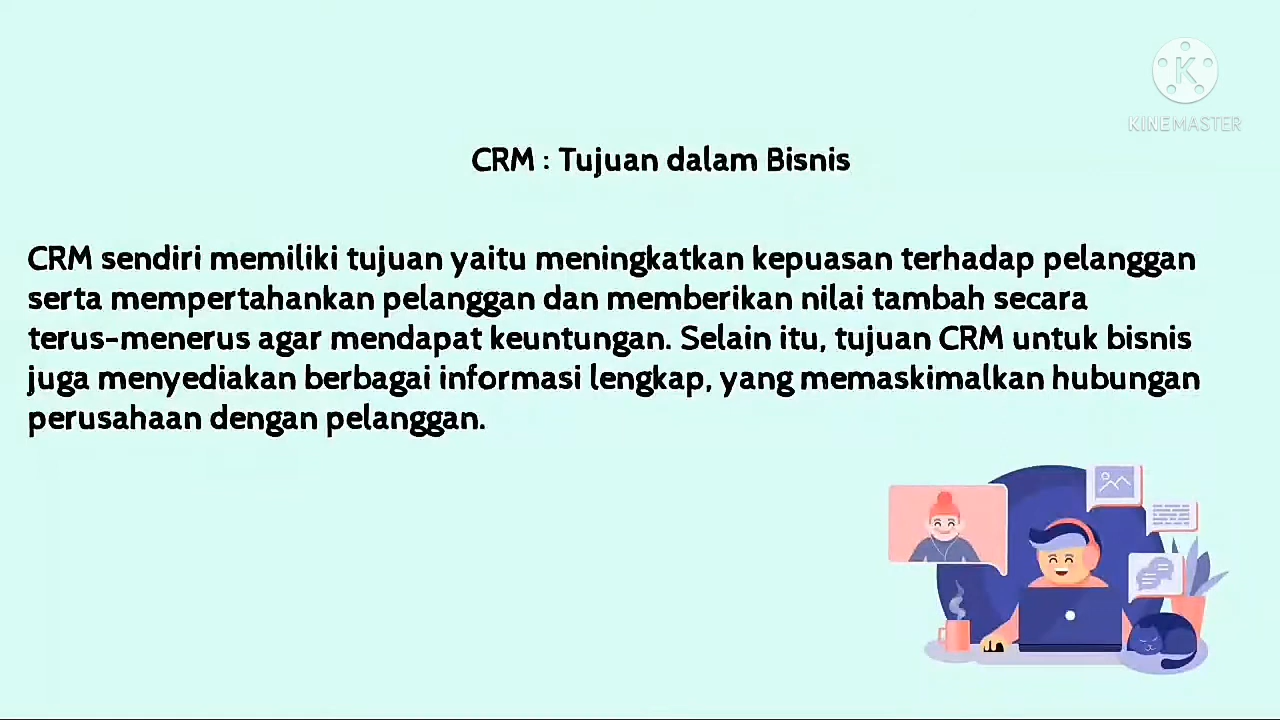 K
KINEMASTER
CRM : Tujuan dalam Bisnis
CRM sendiri memiliki tujuan yaitu meningkatkan kepuasan terhadap pelanggan
serta mempertahankan pelanggan dan memberikan nilai tambah secara
terus-menerus agar mendapat keuntungan. Selain itu, tujuan CRM untuk bisnis
juga menyediakan berbagai informasi lengkap, yang memaskimalkan hubungan
perusahaan dengan pelanggan.